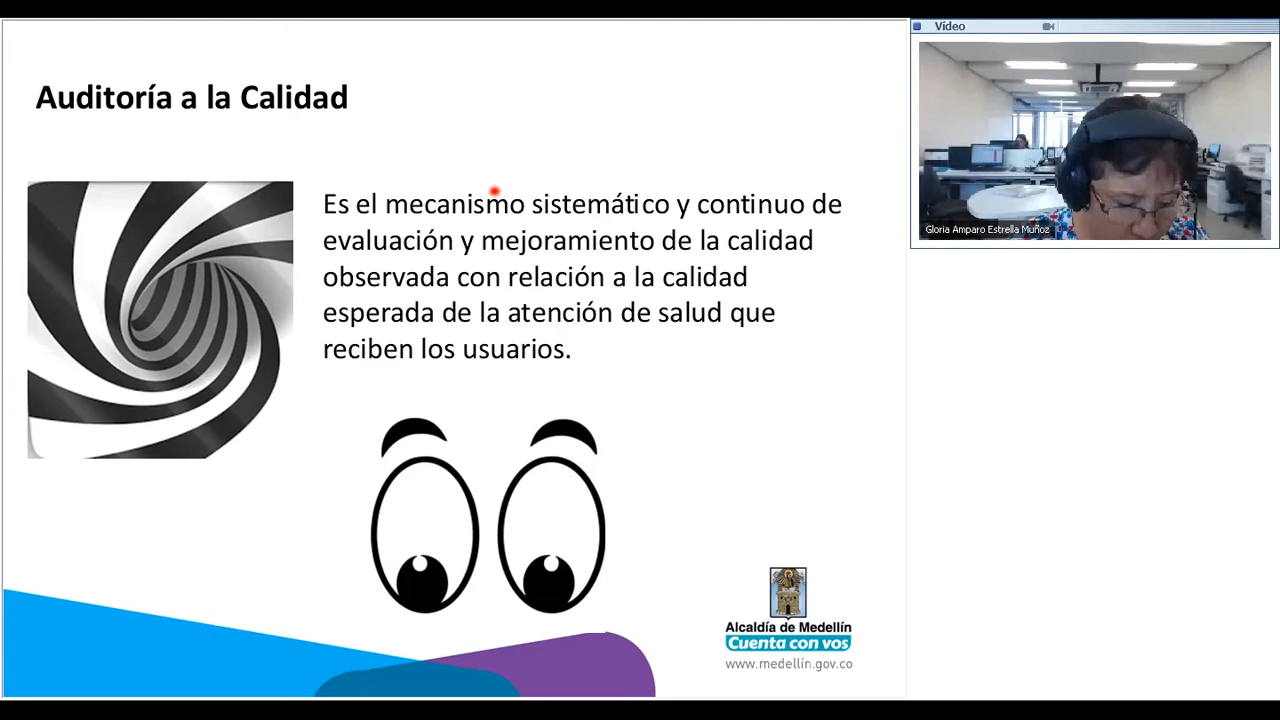 Auditoría a la Calidad
Es el mecanismo sistemático y continuo de
evaluación y mejoramiento de la calidad
observada con relación a la calidad
esperada de la atención de salud que
reciben los usuarios.
Alcaldía de Medellín
Cuenta con vos
www.medellín.gov.co
Vídeo
Gloria Amparo Estrella Muñoz